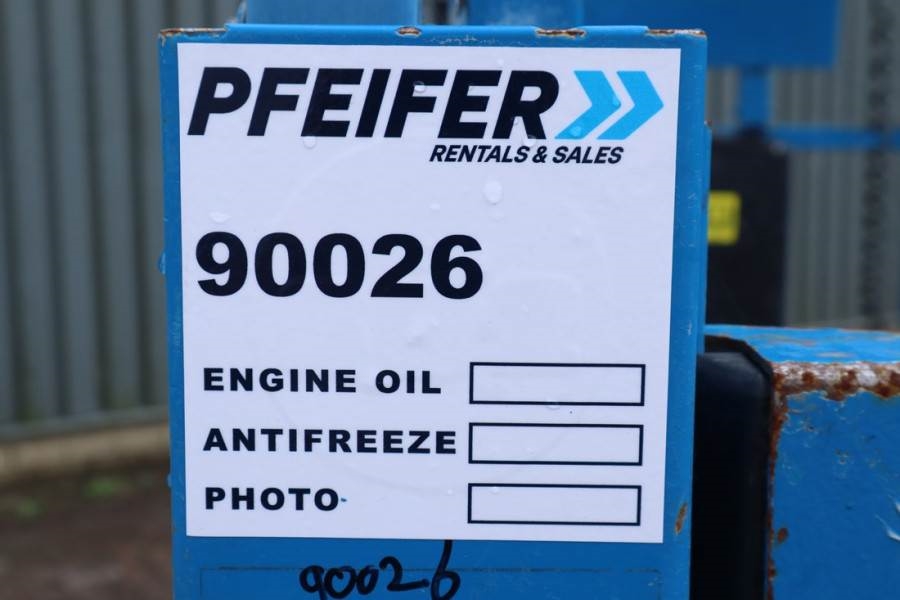 PFEIFER
RENTALS & SALES
90026
ENGINE OIL
ANTIFREEZE
PHOTO
90026